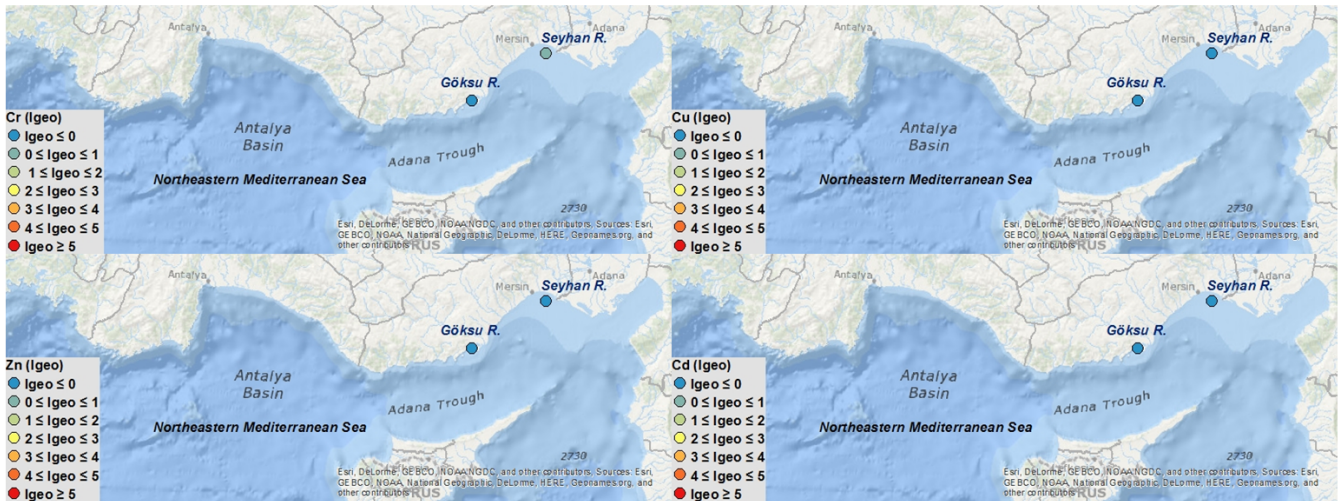 Antalya
Adana
Mersin
Seyhan R.
Göksu R.
Cr (Igeo)
Igeo ≤ 0
0 ≤ Igeo ≤ 1
1 ≤ Igeo ≤ 2
2 ≤ Igeo ≤ 3
3 ≤ Igeo ≤ 4
4 ≤ Igeo ≤ 5
Igeo ≥ 5
Antalya
Basin
Adana Trough
Northeastern Mediterranean Sea
2730
Esri, DeLorme, GEBCO, NOAA NGDC, and other contributors, Sources: Esri,
GEBCO, NOAA, National Geographic, DeLorme, HERE, Geonames.org, and
other contributors
RUS
Antalya
Adana
Mersin
Seyhan R.
Göksu R.
Cu (Igeo)
Igeo ≤ 0
0 ≤ Igeo ≤ 1
1 ≤ Igeo ≤ 2
2 ≤ Igeo ≤ 3
3 ≤ Igeo ≤ 4
4 ≤ Igeo ≤ 5
Igeo ≥ 5
Antalya
Basin
Adana Trough
Northeastern Mediterranean Sea
2730
Esri, DeLorme, GEBCO, NOAA NGDC, and other contributors, Sources: Esri,
GEBCO, NOAA, National Geographic, DeLorme, HERE, Geonames.org, and
other contributors
RUS
Antalya
Adana
Mersin
Seyhan R.
Göksu R.
Zn (Igeo)
Igeo ≤ 0
0 ≤ Igeo ≤ 1
1 ≤ Igeo ≤ 2
2 ≤ Igeo ≤ 3
3 ≤ Igeo ≤ 4
4 ≤ Igeo ≤ 5
Igeo ≥ 5
Antalya
Basin
Adana Trough
Northeastern Mediterranean Sea
2730
Esri, DeLorme, GEBCO, NOAA NGDC, and other contributors, Sources: Esri,
GEBCO, NOAA, National Geographic, DeLorme, HERE, Geonames.org, and
other contributors
RUS
Antalya
Adana
Mersin
Seyhan R.
Göksu R.
Cd (Igeo)
Igeo ≤ 0
0 ≤ Igeo ≤ 1
1 ≤ Igeo ≤ 2
2 ≤ Igeo ≤ 3
3 ≤ Igeo ≤ 4
4 ≤ Igeo ≤ 5
Igeo ≥ 5
Antalya
Basin
Adana Trough
Northeastern Mediterranean Sea
2730
Esri, DeLorme, GEBCO, NOAA NGDC, and other contributors, Sources: Esri,
GEBCO, NOAA, National Geographic, DeLorme, HERE, Geonames.org, and
other contributors
RUS